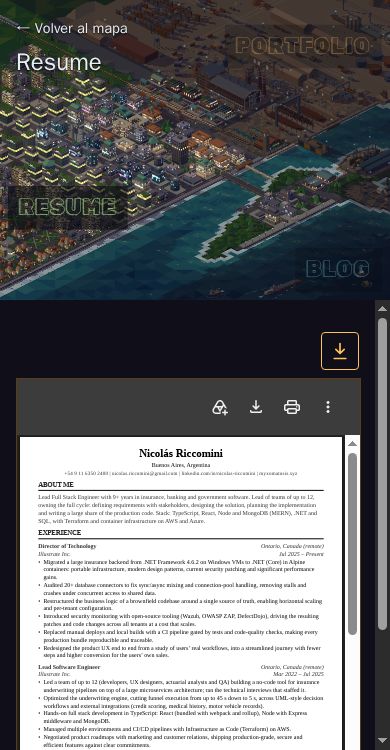 ← Volver al mapa
PORTFOLIO
Resume
RESUME
BLOG
Nicolás Riccomini
Buenos Aires, Argentina
+54 9 11 6350 2480 | nicolas.riccomini@gmail.com | linkedin.com/in/nicolas-riccomini |
ABOUT ME
Lead Full Stack Engineer with 9+ years in insurance, banking and government software. Lead of teams of up to 12,
owning the full cycle: defining requirements with stakeholders, designing the solution, planning the implementation
and writing a large share of the production code. Stack: TypeScript, React, Node and MongoDB (MERN), .NET and
SQL, with Terraform and container infrastructure on AWS and Azure.
EXPERIENCE
Director of Technology Ontario, Canada (remote)
Illustrate Inc. Jul 2025 – Present
• Migrated a large insurance backend from .NET Framework 4.6.2 on Windows VMs to .NET (Core) in Alpine
containers: portable infrastructure, modern design patterns, current security patching and significant performance
gains.
• Audited 20+ database connectors to fix sync/async mixing and connection-pool handling, removing stalls and
crashes under concurrent access to shared data.
• Restructured the business logic of a brownfield codebase around a single source of truth, enabling horizontal scaling
and per-tenant configuration.
• Introduced security monitoring with open-source tooling (Wazuh, OWASP ZAP, DefectDojo), driving the resulting
patches and code changes across all tenants at a cost that scales.
• Replaced manual deploys and local builds with a CI pipeline gated by tests and code-quality checks, making every
production bundle reproducible and traceable.
• Redesigned the product UX end to end from a study of users' real workflows, into a streamlined journey with fewer
steps and higher conversion for the users' own sales.
Lead Software Engineer Ontario, Canada (remote)
Illustrate Inc. Mar 2022 – Jul 2025
• Led a team of up to 12 (developers, UX designers, actuarial analysts and QA) building a no-code tool for insurance
underwriting pipelines on top of a large microservices architecture; ran the technical interviews that staffed it.
• Optimized the underwriting engine, cutting funnel execution from up to 45 s down to 5 s, across UML-style decision
workflows and external integrations (credit scoring, medical history, motor vehicle records).
• Hands-on full stack development in TypeScript: React (bundled with webpack and rollup), Node with Express
middleware and MongoDB.
• Managed multiple environments and CI/CD pipelines with Infrastructure as Code (Terraform) on AWS.
• Negotiated product roadmaps with marketing and customer relations, shipping production-grade, secure and
efficient features against clear commitments.